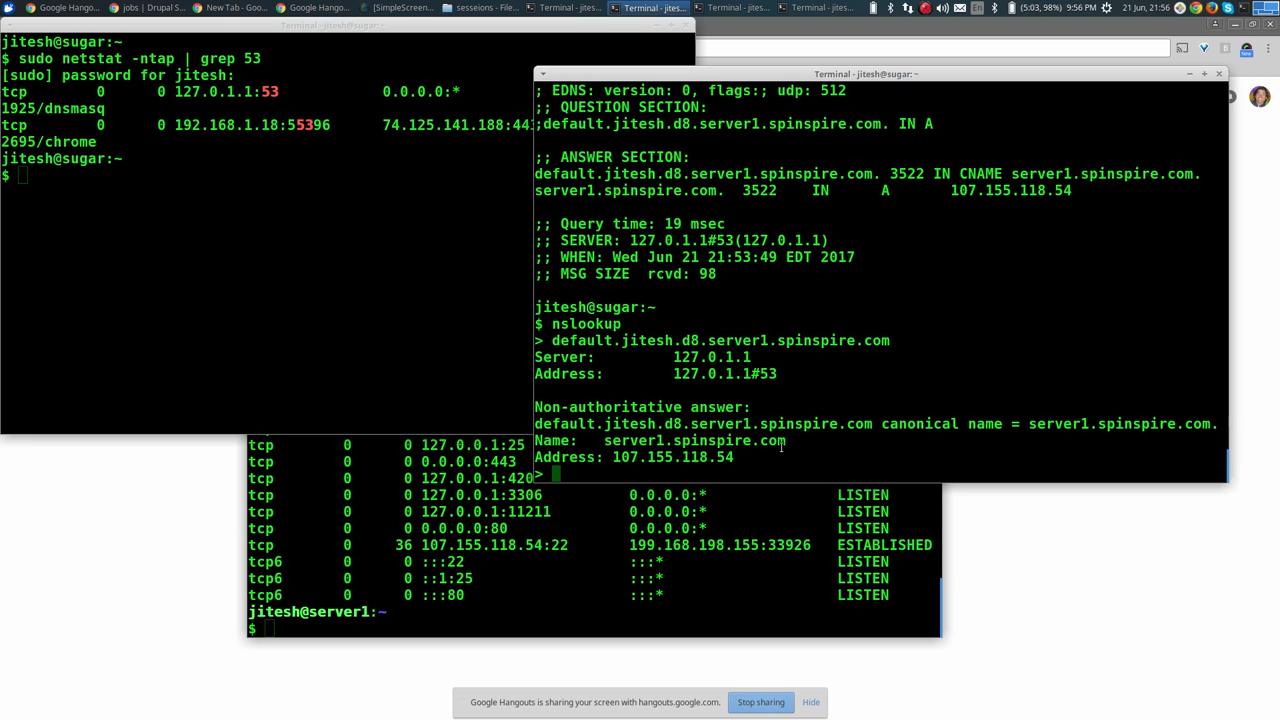 Google Hango...
jobs | Drupal S...
New Tab - Goo...
Google Hango...
[SimpleScreen...
sesseions - File...
Terminal - jites...
Terminal - jites...
Terminal - jites...
Terminal - jites...
En
(5:03, 98%)
9:56 PM
21 Jun, 21:56
Terminal - jitesh@sugar:~
jitesh@sugar:~
$ sudo netstat -ntap | grep 53
[sudo] password for jitesh:
tcp 0 0 127.0.1.1:53 0.0.0.0:*
1925/dnsmasq
tcp 0 0 192.168.1.18:55396 74.125.141.188:44
2695/chrome
jitesh@sugar:~
$
Terminal - jitesh@sugar:~
; EDNS: version: 0, flags:; udp: 512
;; QUESTION SECTION:
;default.jitesh.d8.server1.spinspire.com. IN A
;; ANSWER SECTION:
default.jitesh.d8.server1.spinspire.com. 3522 IN CNAME server1.spinspire.com.
server1.spinspire.com. 3522 IN A 107.155.118.54
;; Query time: 19 msec
;; SERVER: 127.0.1.1#53(127.0.1.1)
;; WHEN: Wed Jun 21 21:53:49 EDT 2017
;; MSG SIZE rcvd: 98
jitesh@sugar:~
$ nslookup
> default.jitesh.d8.server1.spinspire.com
Server: 127.0.1.1
Address: 127.0.1.1#53
Non-authoritative answer:
default.jitesh.d8.server1.spinspire.com canonical name = server1.spinspire.com.
Name: server1.spinspire.com
Address: 107.155.118.54
>
tcp 0 0 127.0.0.1:25
tcp 0 0 0.0.0.0:443
tcp 0 0 127.0.0.1:420
tcp 0 0 127.0.0.1:3306 0.0.0.0:* LISTEN
tcp 0 0 127.0.0.1:11211 0.0.0.0:* LISTEN
tcp 0 0 0.0.0.0:80 0.0.0.0:* LISTEN
tcp 0 36 107.155.118.54:22 199.168.198.155:33926 ESTABLISHED
tcp6 0 0 :::22 :::* LISTEN
tcp6 0 0 ::1:25 :::* LISTEN
tcp6 0 0 :::80 :::* LISTEN
jitesh@server1:~
$
Google Hangouts is sharing your screen with hangouts.google.com.
Stop sharing
Hide